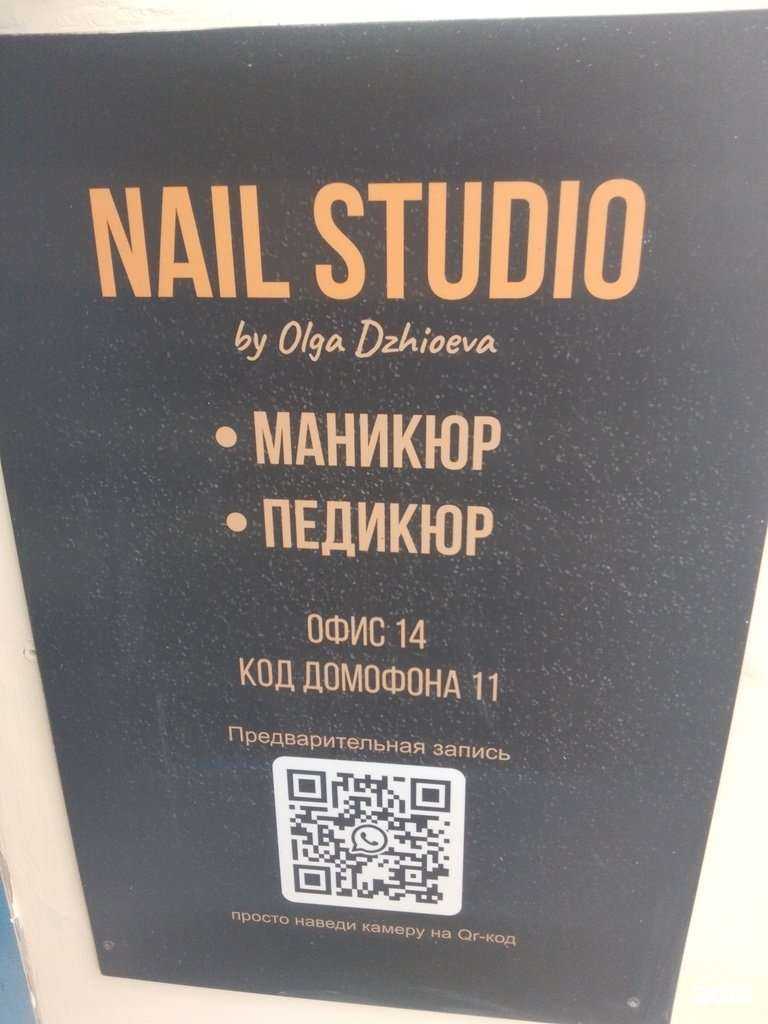 NAIL STUDIO
by Olga Dzhioeva
• МАНИКЮР
• ПЕДИКЮР
ОФИС 14
КОД ДОМОФОНА 11
Предварительная запись
просто наведи камеру на Qr-код